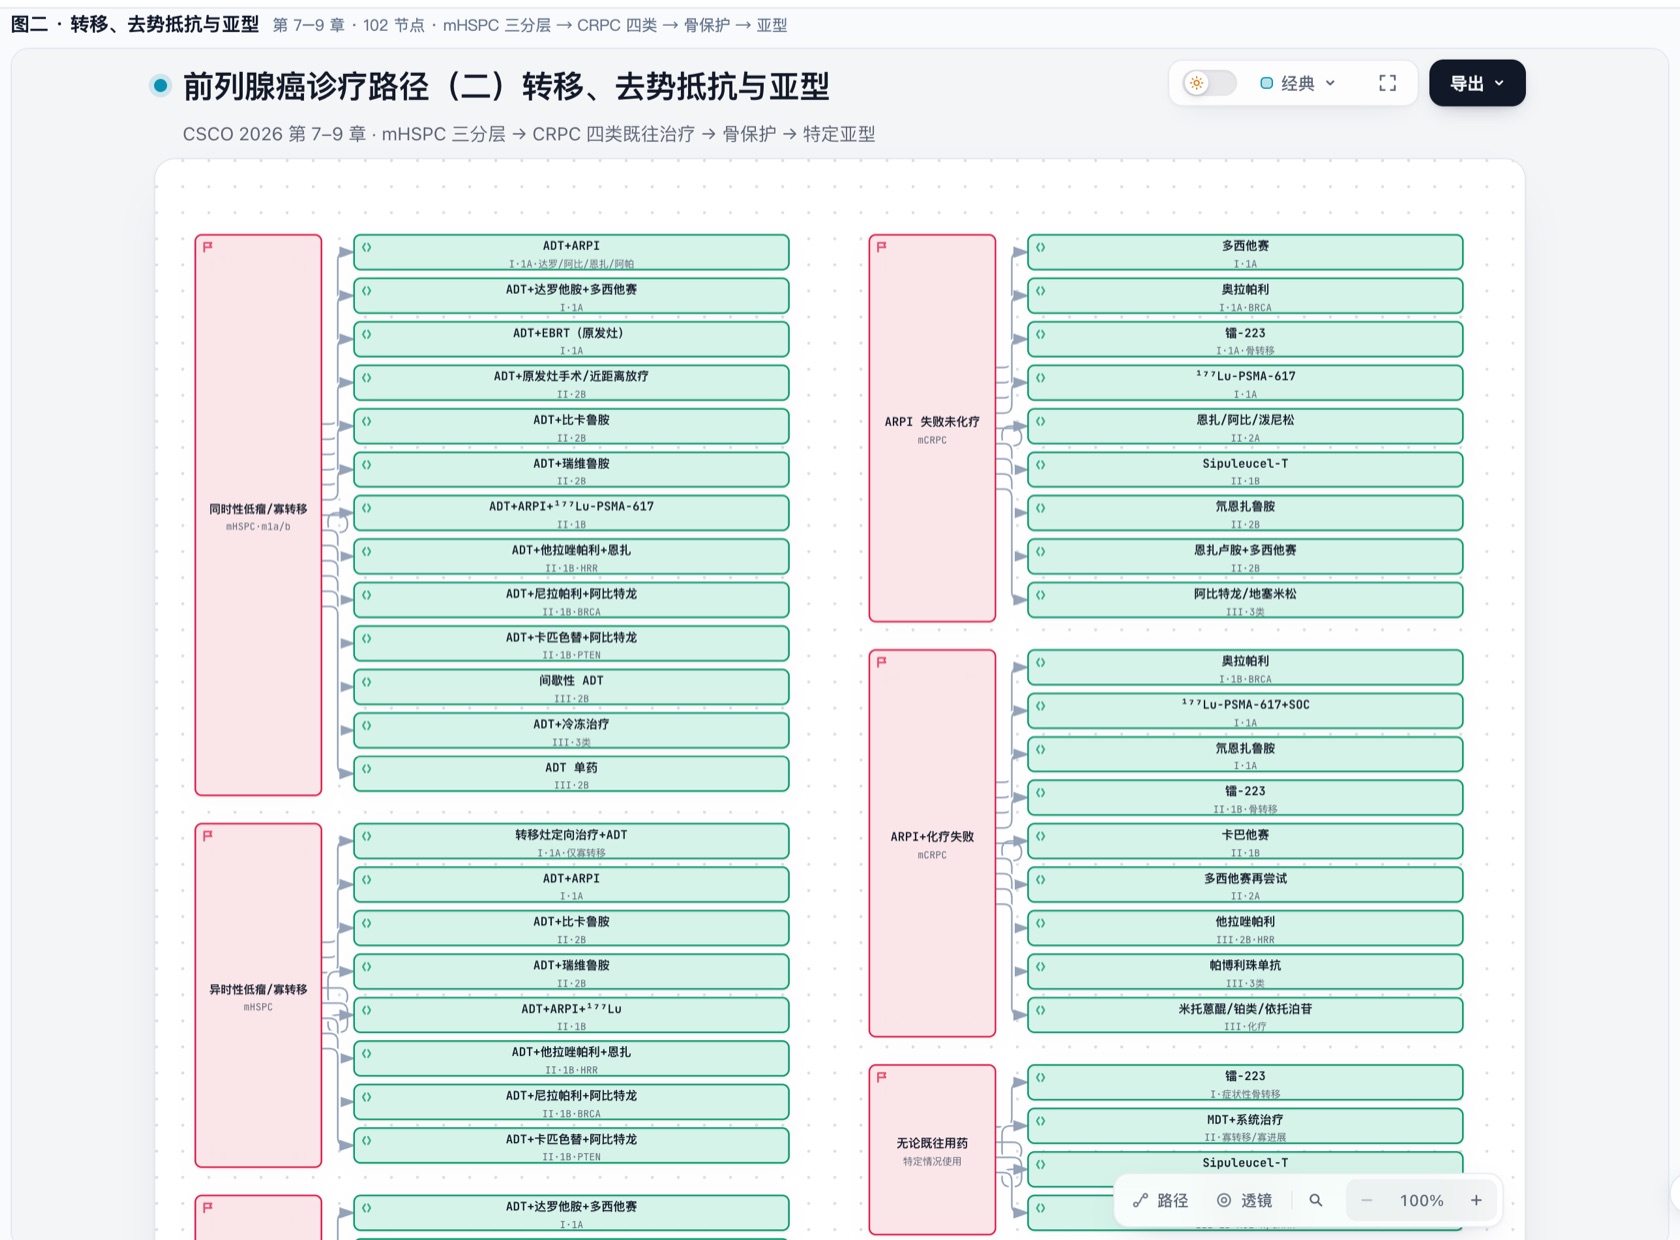 图二 · 转移、去势抵抗与亚型 第 7–9 章 · 102 节点 · mHSPC 三分层 → CRPC 四类 → 骨保护 → 亚型
前列腺癌诊疗路径（二）转移、去势抵抗与亚型
经典
导出
CSCO 2026 第 7–9 章 · mHSPC 三分层 → CRPC 四类既往治疗 → 骨保护 → 特定亚型
同时性低瘤/寡转移
mHSPC·m1a/b
ADT+ARPI
I·1A·达罗/阿比/恩扎/阿帕
ADT+达罗他胺+多西他赛
I·1A
ADT+EBRT (原发灶)
I·1A
ADT+原发灶手术/近距离放疗
II·2B
ADT+比卡鲁胺
II·2B
ADT+瑞维鲁胺
II·2B
ADT+ARPI+¹⁷⁷Lu-PSMA-617
II·1B
ADT+他拉唑帕利+恩扎
II·1B·HRR
ADT+尼拉帕利+阿比特龙
II·1B·BRCA
ADT+卡匹色替+阿比特龙
II·1B·PTEN
间歇性 ADT
III·2B
ADT+冷冻治疗
III·3类
ADT 单药
III·2B
异时性低瘤/寡转移
mHSPC
转移灶定向治疗+ADT
I·1A·仅寡转移
ADT+ARPI
I·1A
ADT+比卡鲁胺
II·2B
ADT+瑞维鲁胺
II·2B
ADT+ARPI+¹⁷⁷Lu
II·1B
ADT+他拉唑帕利+恩扎
II·1B·HRR
ADT+尼拉帕利+阿比特龙
II·1B·BRCA
ADT+卡匹色替+阿比特龙
II·1B·PTEN
ADT+达罗他胺+多西他赛
I·1A
ARPI 失败未化疗
mCRPC
多西他赛
I·1A
奥拉帕利
I·1A·BRCA
镭-223
I·1A·骨转移
¹⁷⁷Lu-PSMA-617
I·1A
恩扎/阿比/泼尼松
II·2A
Sipuleucel-T
II·1B
氘恩扎鲁胺
II·2B
恩扎卢胺+多西他赛
II·2B
阿比特龙/地塞米松
III·3类
ARPI+化疗失败
mCRPC
奥拉帕利
I·1B·BRCA
¹⁷⁷Lu-PSMA-617+SOC
I·1A
氘恩扎鲁胺
I·1A
镭-223
II·1B·骨转移
卡巴他赛
II·1B
多西他赛再尝试
II·2A
他拉唑帕利
III·2B·HRR
帕博利珠单抗
III·3类
米托蒽醌/铂类/依托泊苷
III·化疗
无论既往用药
特定情况使用
镭-223
I·症状性骨转移
MDT+系统治疗
II·寡转移/寡进展
Sipuleucel-T
路径
透镜
− 100% +